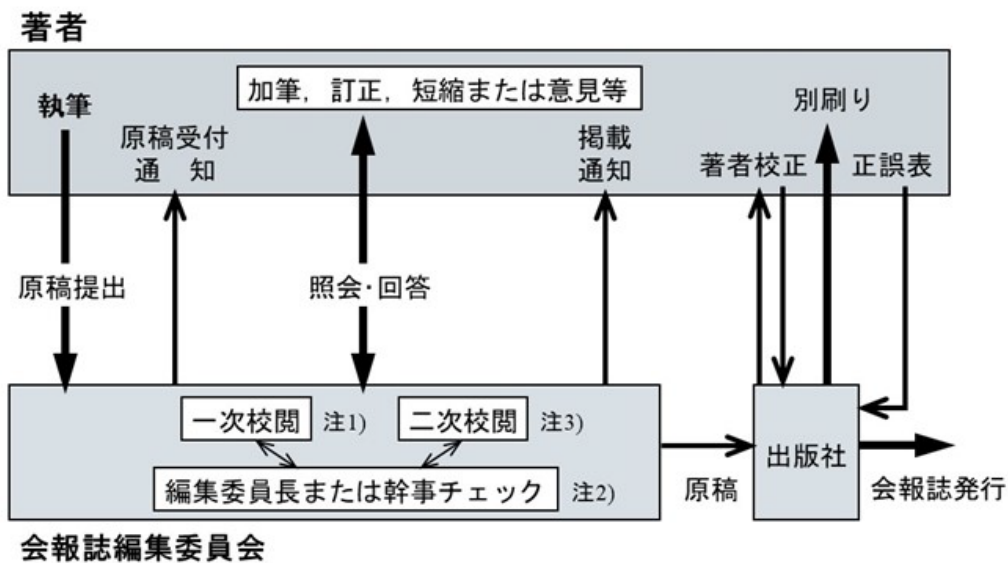 著者
執筆
加筆，訂正，短縮または意見等
別刷り
原稿受付
通　知
掲載
通知
著者校正
正誤表
原稿提出
照会･回答
一次校閲
注1)
二次校閲
注3)
編集委員長または幹事チェック
注2)
原稿
出版社
会報誌発行
会報誌編集委員会